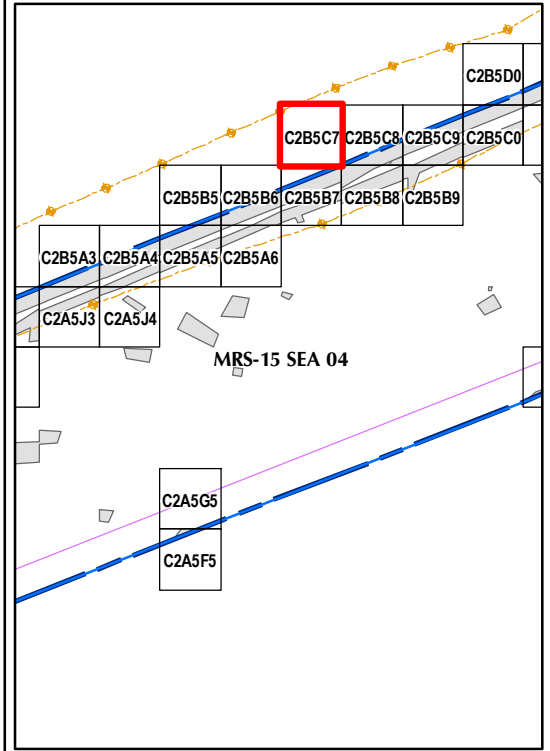 C2B5D0
C2B5C7 C2B5C8 C2B5C9 C2B5C0
C2B5B5 C2B5B6 C2B5B7 C2B5B8 C2B5B9
C2B5A3 C2B5A4 C2B5A5 C2B5A6
C2A5J3 C2A5J4
MRS-15 SEA 04
C2A5G5
C2A5F5